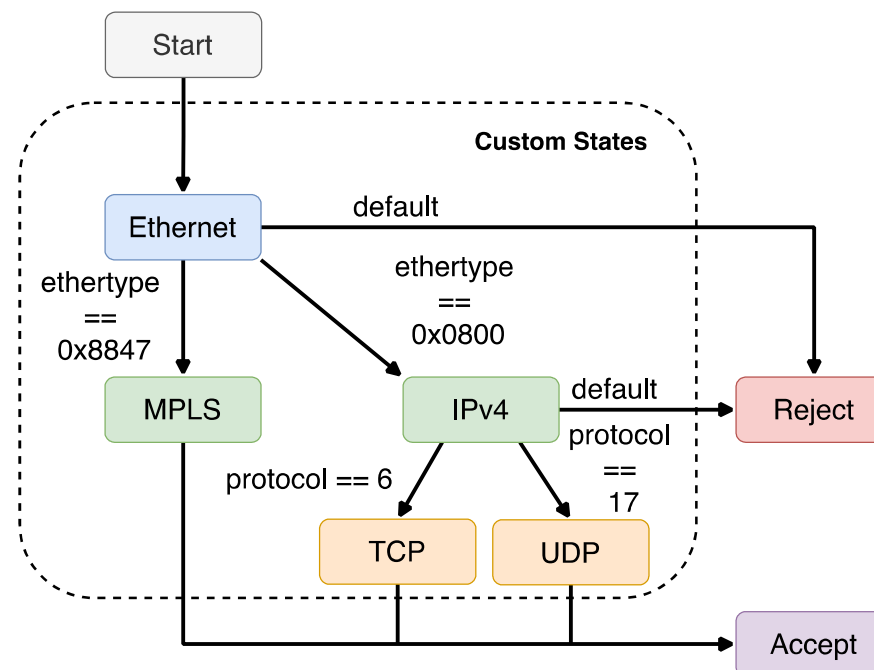 Start
Custom States
default
Ethernet
ethertype
==
0x8847
ethertype
==
0x0800
MPLS
IPv4
default
Reject
protocol == 6
protocol
==
17
TCP
UDP
Accept